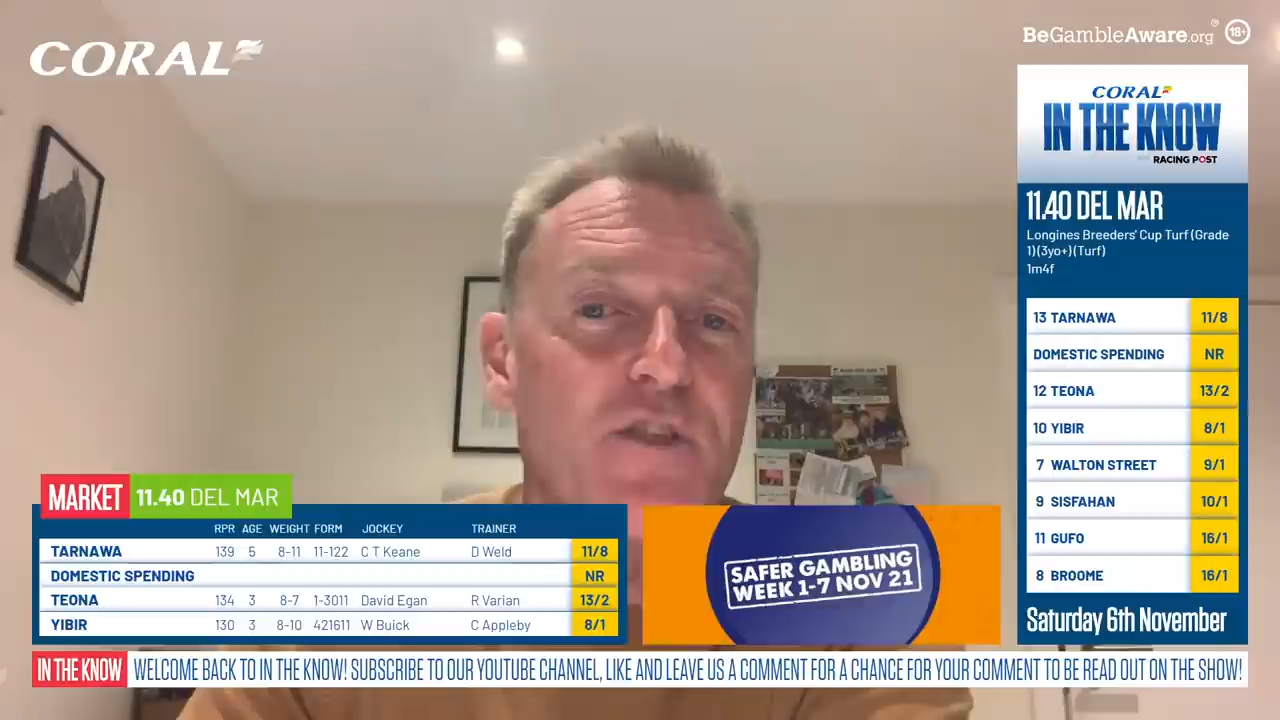 CORAL
BeGambleAware.org® 18+
CORAL
IN THE KNOW
RACING POST
11.40 DEL MAR
Longines Breeders' Cup Turf (Grade
1)(3yo+)(Turf)
1m4f
13 TARNAWA 11/8
DOMESTIC SPENDING NR
12 TEONA 13/2
10 YIBIR 8/1
7 WALTON STREET 9/1
9 SISFAHAN 10/1
11 GUFO 16/1
8 BROOME 16/1
Saturday 6th November
MARKET 11.40 DEL MAR
RPR AGE WEIGHT FORM JOCKEY TRAINER
TARNAWA 139 5 8-11 11-122 C T Keane D Weld 11/8
DOMESTIC SPENDING NR
TEONA 134 3 8-7 1-3011 David Egan R Varian 13/2
YIBIR 130 3 8-10 421611 W Buick C Appleby 8/1
SAFER GAMBLING
WEEK 1-7 NOV 21
IN THE KNOW WELCOME BACK TO IN THE KNOW! SUBSCRIBE TO OUR YOUTUBE CHANNEL, LIKE AND LEAVE US A COMMENT FOR A CHANCE FOR YOUR COMMENT TO BE READ OUT ON THE SHOW!